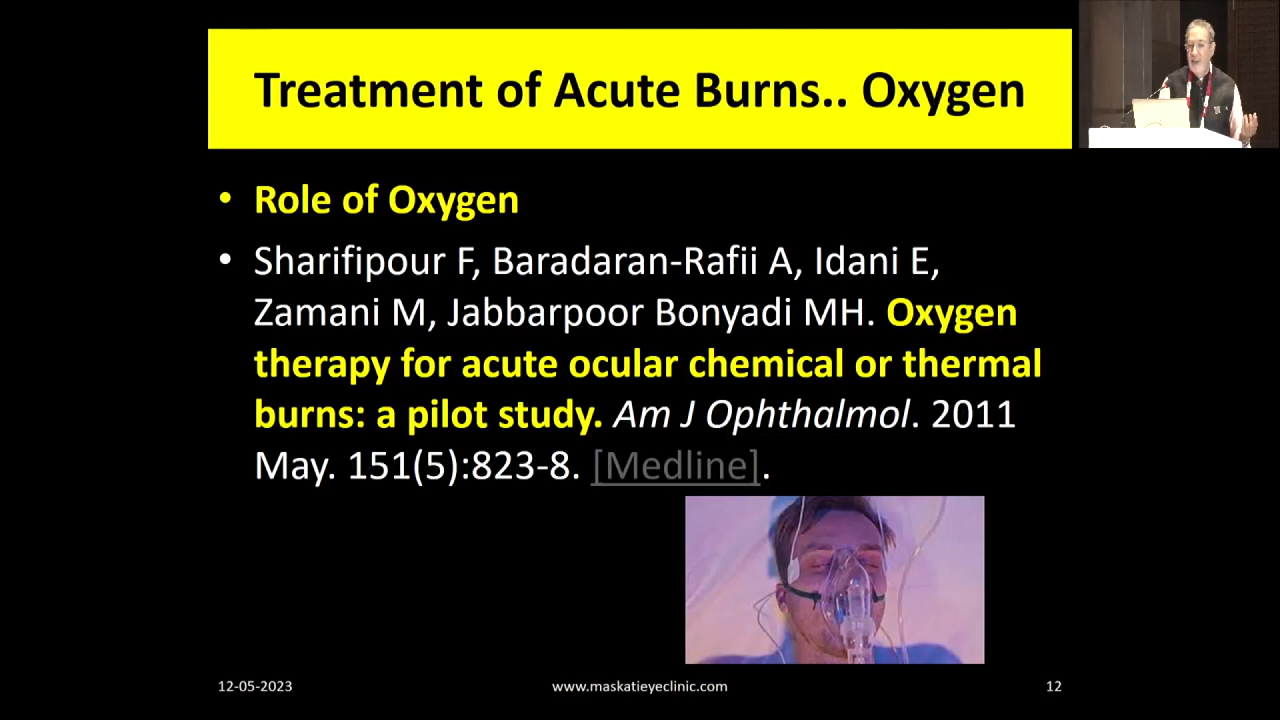 Treatment of Acute Burns.. Oxygen
• Role of Oxygen
• Sharifipour F, Baradaran-Rafii A, Idani E,
Zamani M, Jabbarpoor Bonyadi MH. Oxygen
therapy for acute ocular chemical or thermal
burns: a pilot study. Am J Ophthalmol. 2011
May. 151(5):823-8. [Medline].
12-05-2023
www.maskatieyeclinic.com
12